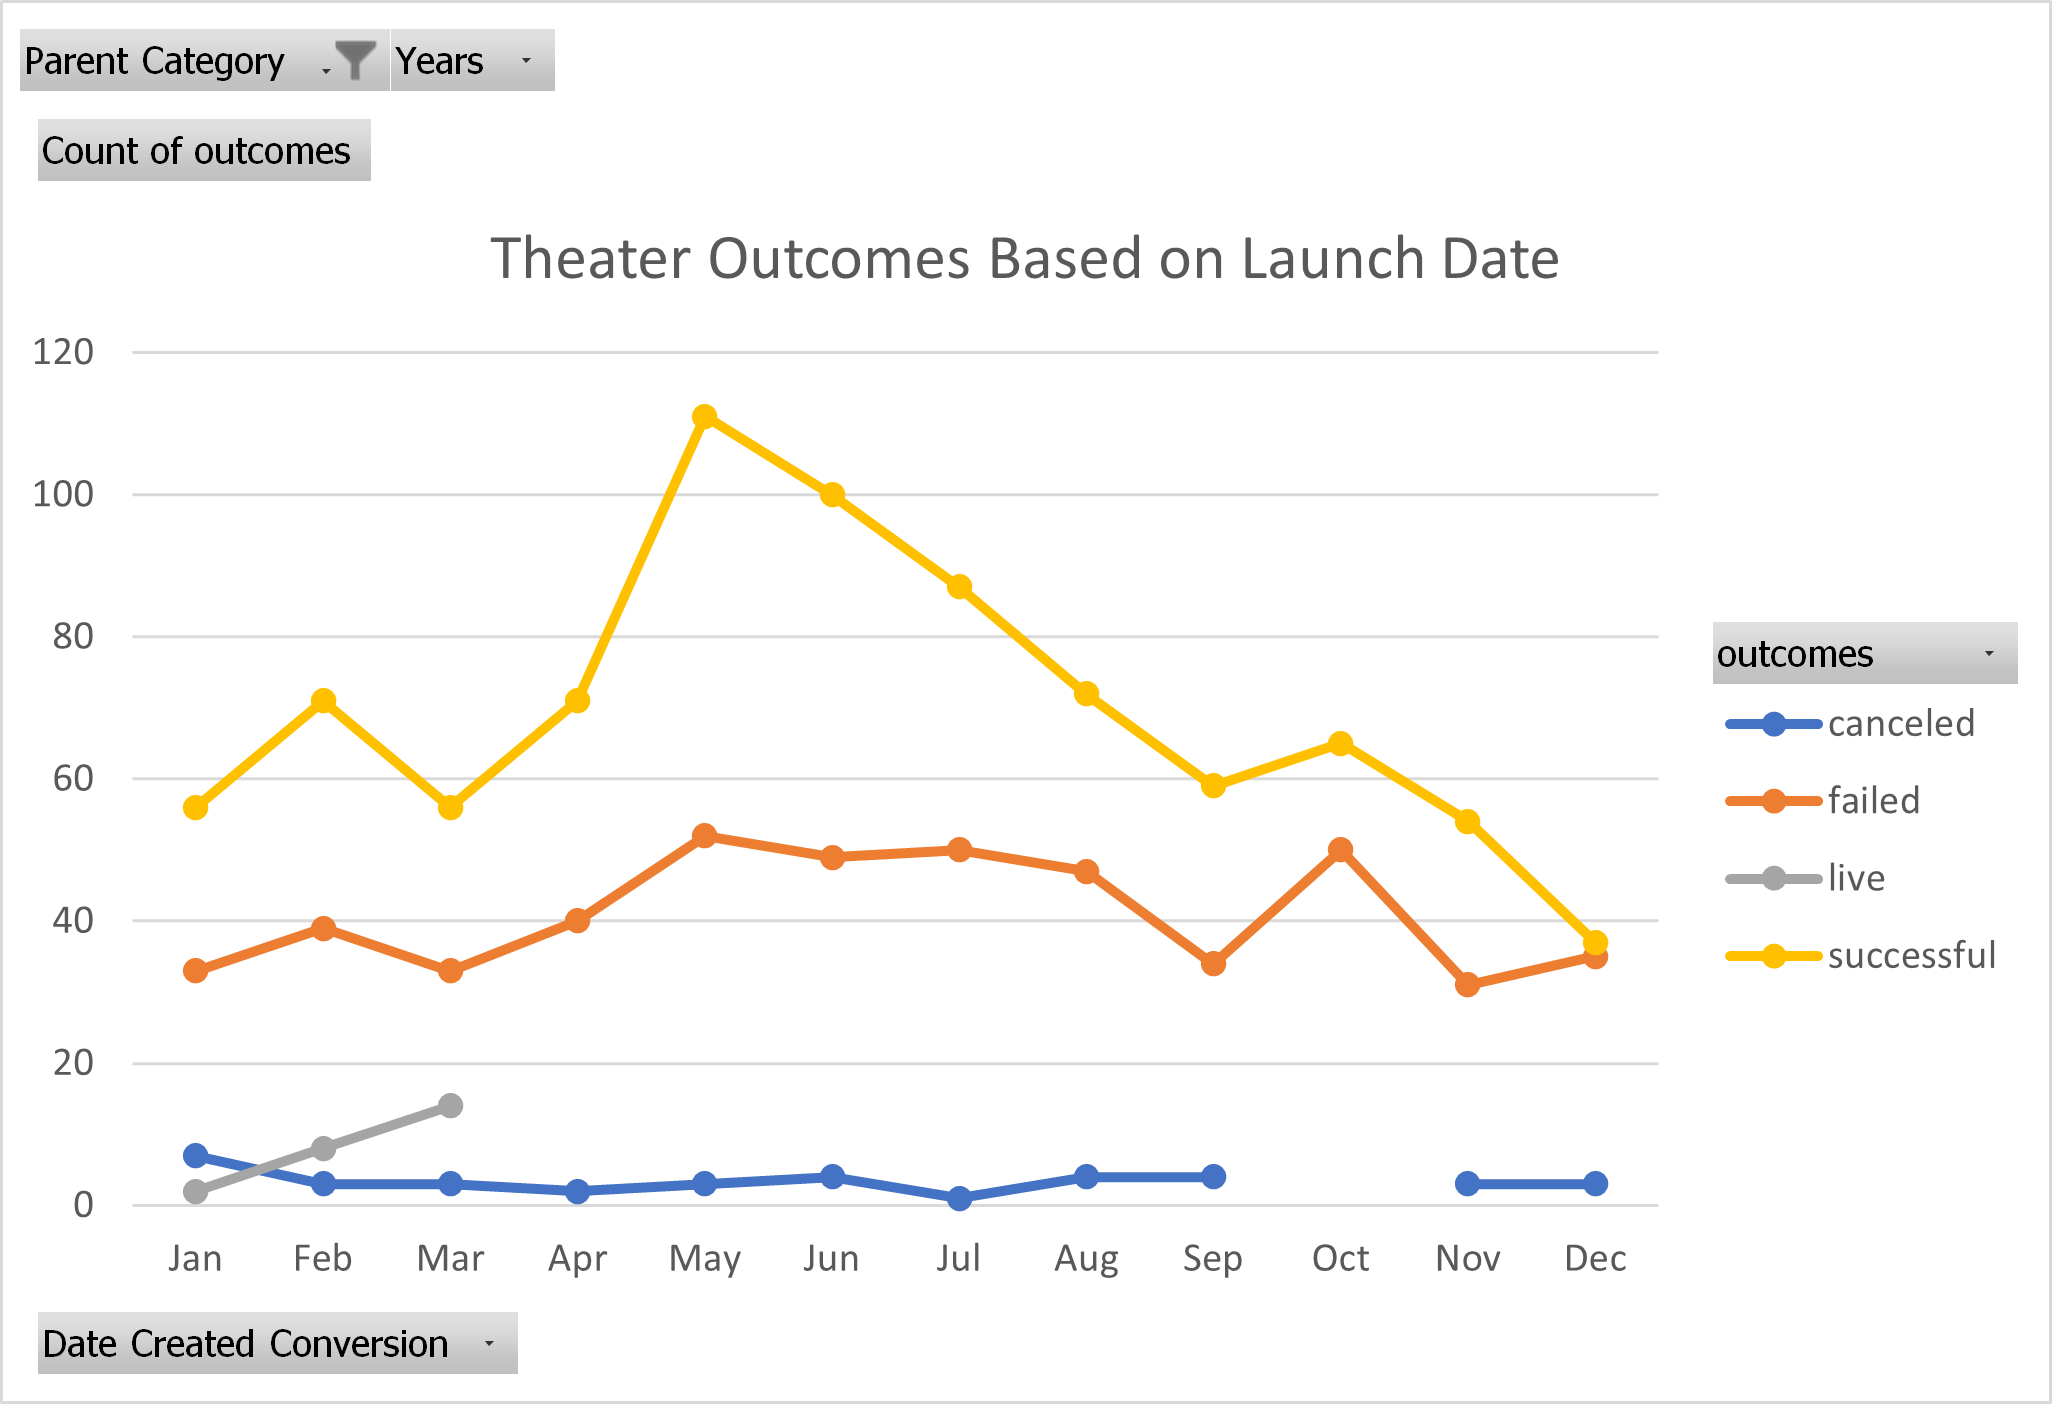 Parent Category Years
Count of outcomes
Theater Outcomes Based on Launch Date
120
100
80
60
40
20
0
Jan Feb Mar Apr May Jun Jul Aug Sep Oct Nov Dec
outcomes
canceled
failed
live
successful
Date Created Conversion